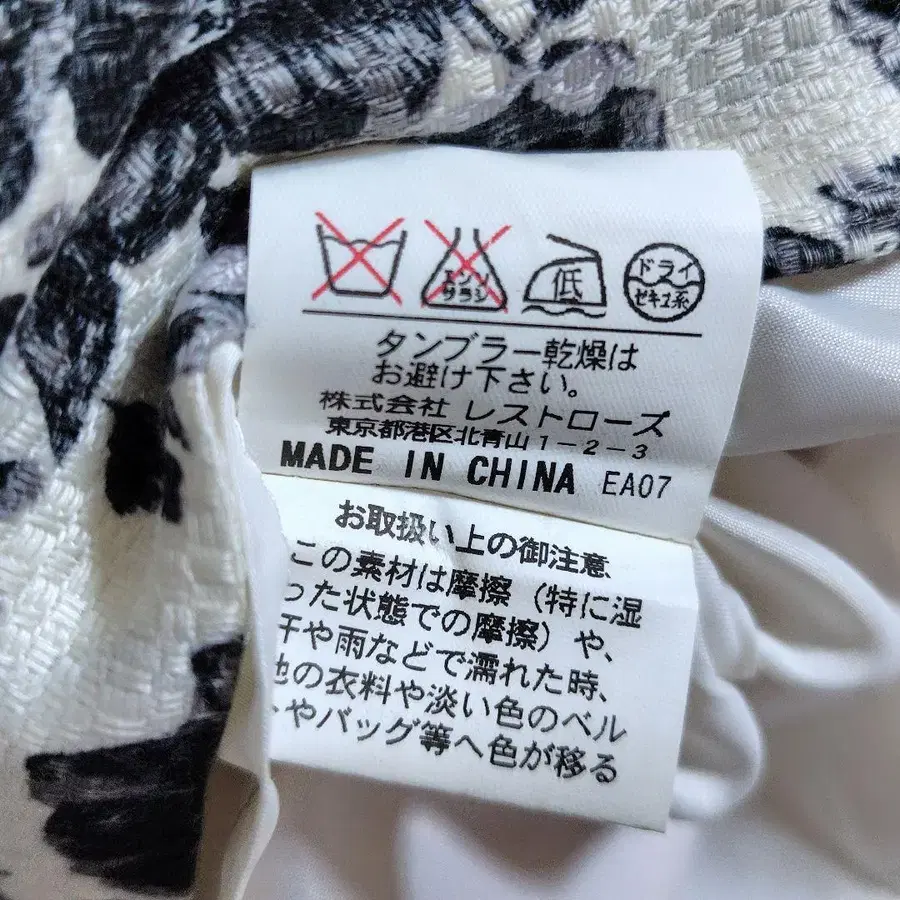 エンソ
サラシ
低
ドライ
セキユ系
タンブラー乾燥は
お避け下さい。
株式会社 レストローズ
東京都港区北青山1-2-3
MADE IN CHINA EA07
お取扱い上の御注意
この素材は摩擦(特に湿
った状態での摩擦)や、
汗や雨などで濡れた時、
他の衣料や淡い色のベル
トやバッグ等へ色が移る